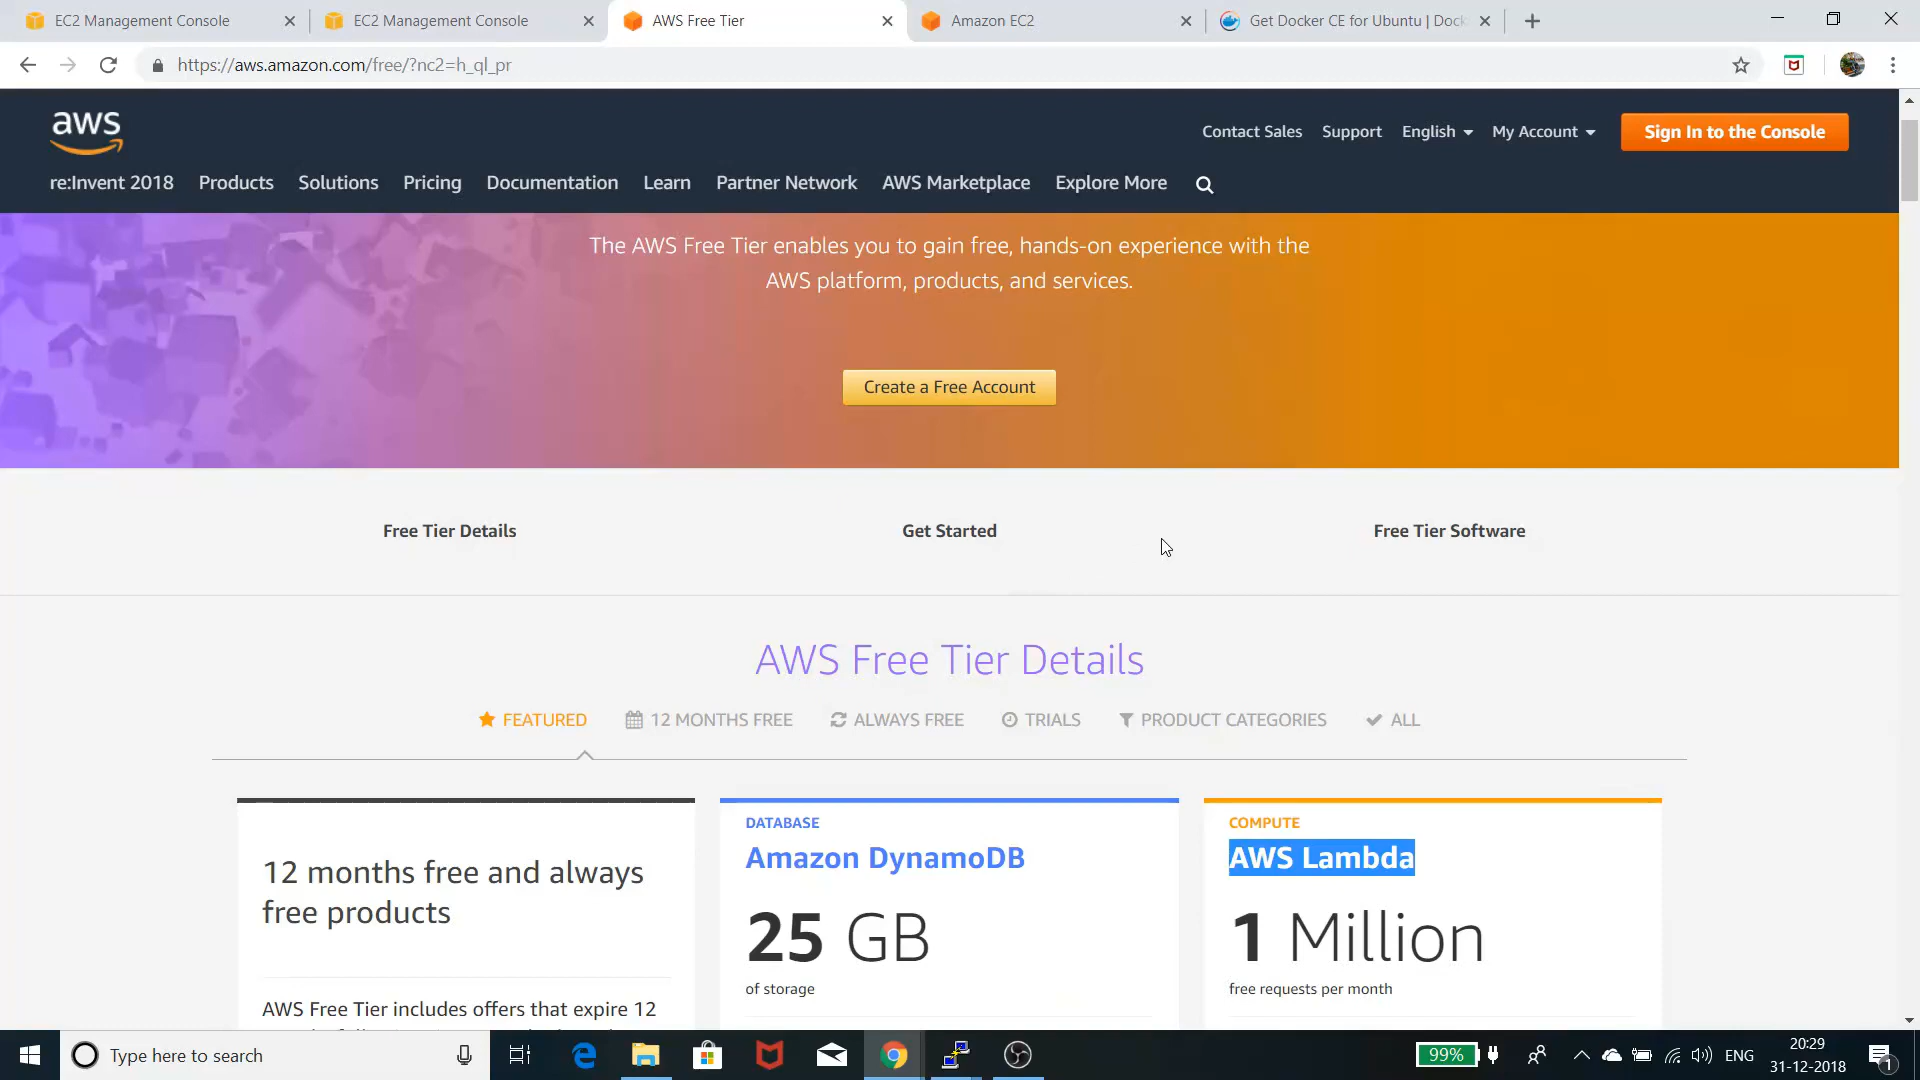 EC2 Management Console
EC2 Management Console
AWS Free Tier
Amazon EC2
Get Docker CE for Ubuntu | Dock
https://aws.amazon.com/free/?nc2=h_ql_pr
aws
Contact Sales
Support
English
My Account
Sign In to the Console
re:Invent 2018
Products
Solutions
Pricing
Documentation
Learn
Partner Network
AWS Marketplace
Explore More
The AWS Free Tier enables you to gain free, hands-on experience with the
AWS platform, products, and services.
Create a Free Account
Free Tier Details
Get Started
Free Tier Software
AWS Free Tier Details
FEATURED
12 MONTHS FREE
ALWAYS FREE
TRIALS
PRODUCT CATEGORIES
ALL
12 months free and always
free products
AWS Free Tier includes offers that expire 12
DATABASE
Amazon DynamoDB
25 GB
of storage
COMPUTE
AWS Lambda
1 Million
free requests per month
Type here to search
99%
ENG
20:29
31-12-2018
1